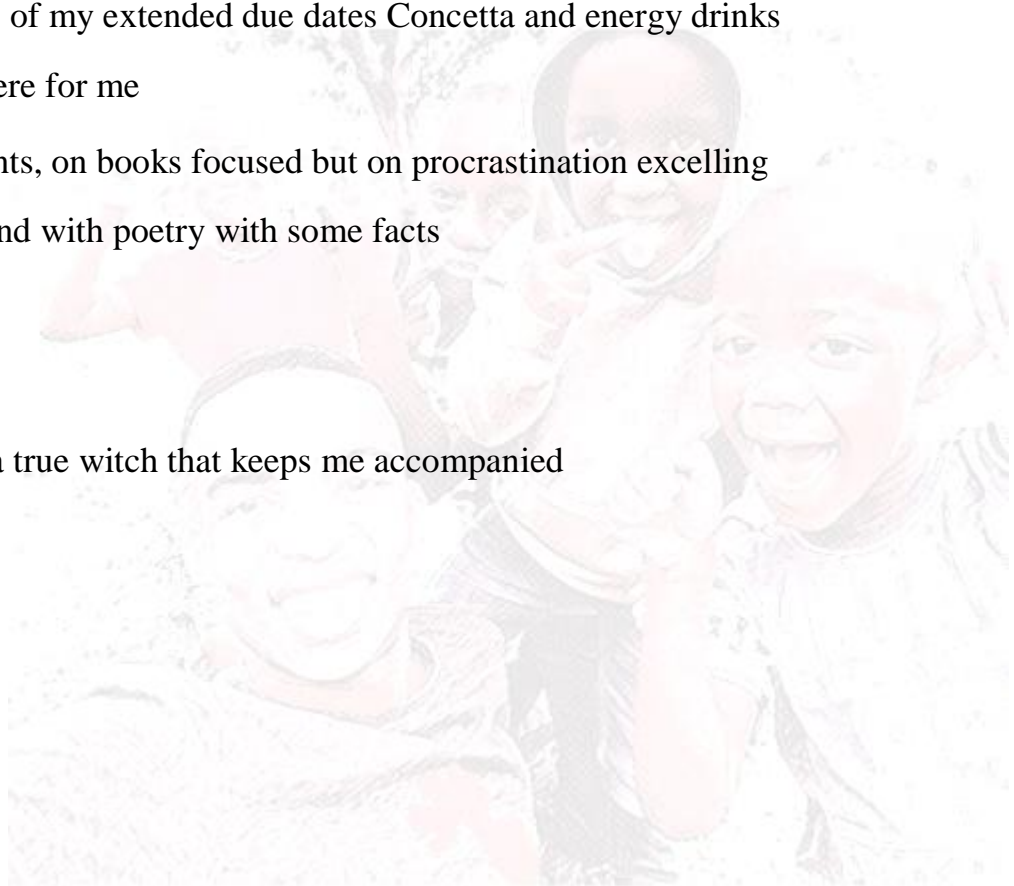 of my extended due dates Concetta and energy drinks
ere for me
nts, on books focused but on procrastination excelling
nd with poetry with some facts
true witch that keeps me accompanied